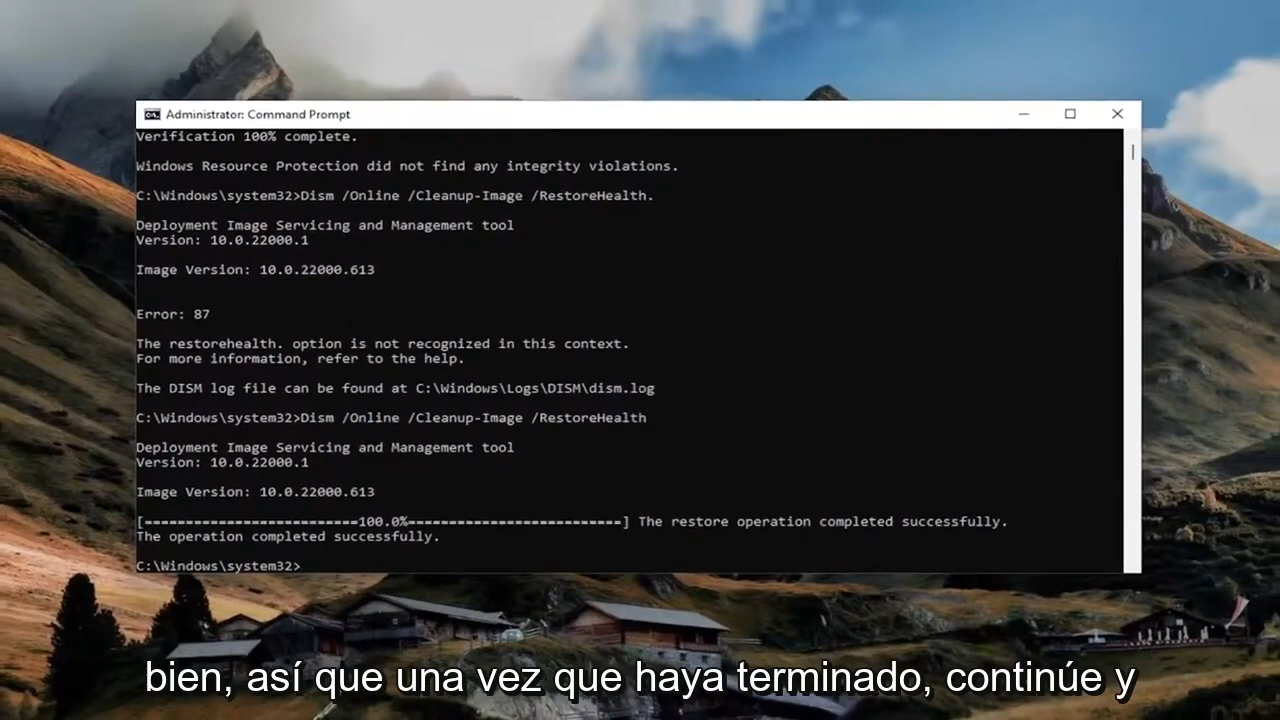 Administrator: Command Prompt
Verification 100% complete.
Windows Resource Protection did not find any integrity violations.
C:\Windows\system32>Dism /Online /Cleanup-Image /RestoreHealth.
Deployment Image Servicing and Management tool
Version: 10.0.22000.1
Image Version: 10.0.22000.613
Error: 87
The restorehealth. option is not recognized in this context.
For more information, refer to the help.
The DISM log file can be found at C:\Windows\Logs\DISM\dism.log
C:\Windows\system32>Dism /Online /Cleanup-Image /RestoreHealth
Deployment Image Servicing and Management tool
Version: 10.0.22000.1
Image Version: 10.0.22000.613
[==========================100.0%==========================] The restore operation completed successfully.
The operation completed successfully.
C:\Windows\system32>
bien, así que una vez que haya terminado, continúe y